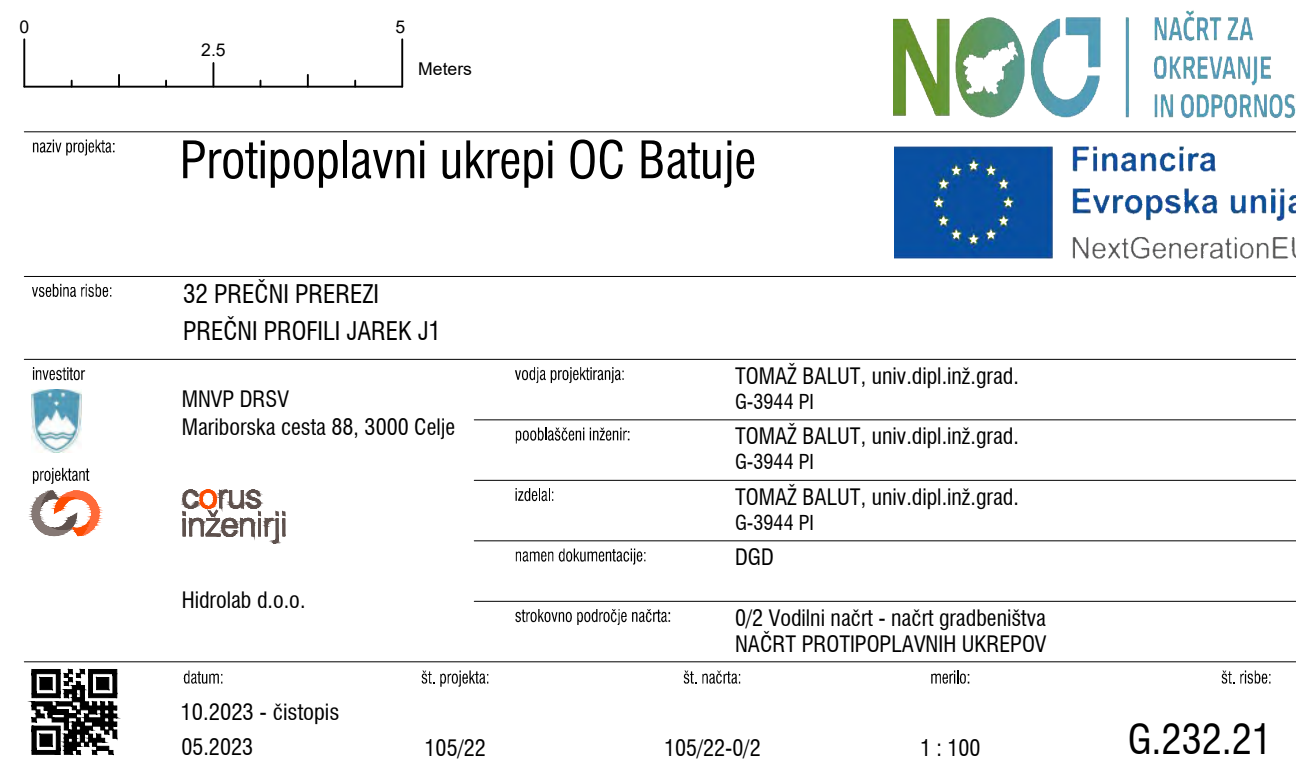 0
2.5
5
Meters
NOO
NAČRT ZA
OKREVANJE
IN ODPORNOS
naziv projekta:
Protipoplavni ukrepi OC Batuje
Financira
Evropska unija
NextGenerationEU
vsebina risbe:
32 PREČNI PREREZI
PREČNI PROFILI JAREK J1
investitor
MNVP DRSV
Mariborska cesta 88, 3000 Celje
projektant
corus
inženirji
Hidrolab d.o.o.
vodja projektiranja:
TOMAŽ BALUT, univ.dipl.inž.grad.
G-3944 PI
pooblaščeni inženir:
TOMAŽ BALUT, univ.dipl.inž.grad.
G-3944 PI
izdelal:
TOMAŽ BALUT, univ.dipl.inž.grad.
G-3944 PI
namen dokumentacije:
DGD
strokovno področje načrta:
0/2 Vodilni načrt - načrt gradbeništva
NAČRT PROTIPOPLAVNIH UKREPOV
datum:
10.2023 - čistopis
05.2023
št. projekta:
105/22
št. načrta:
105/22-0/2
merilo:
1 : 100
št. risbe:
G.232.21